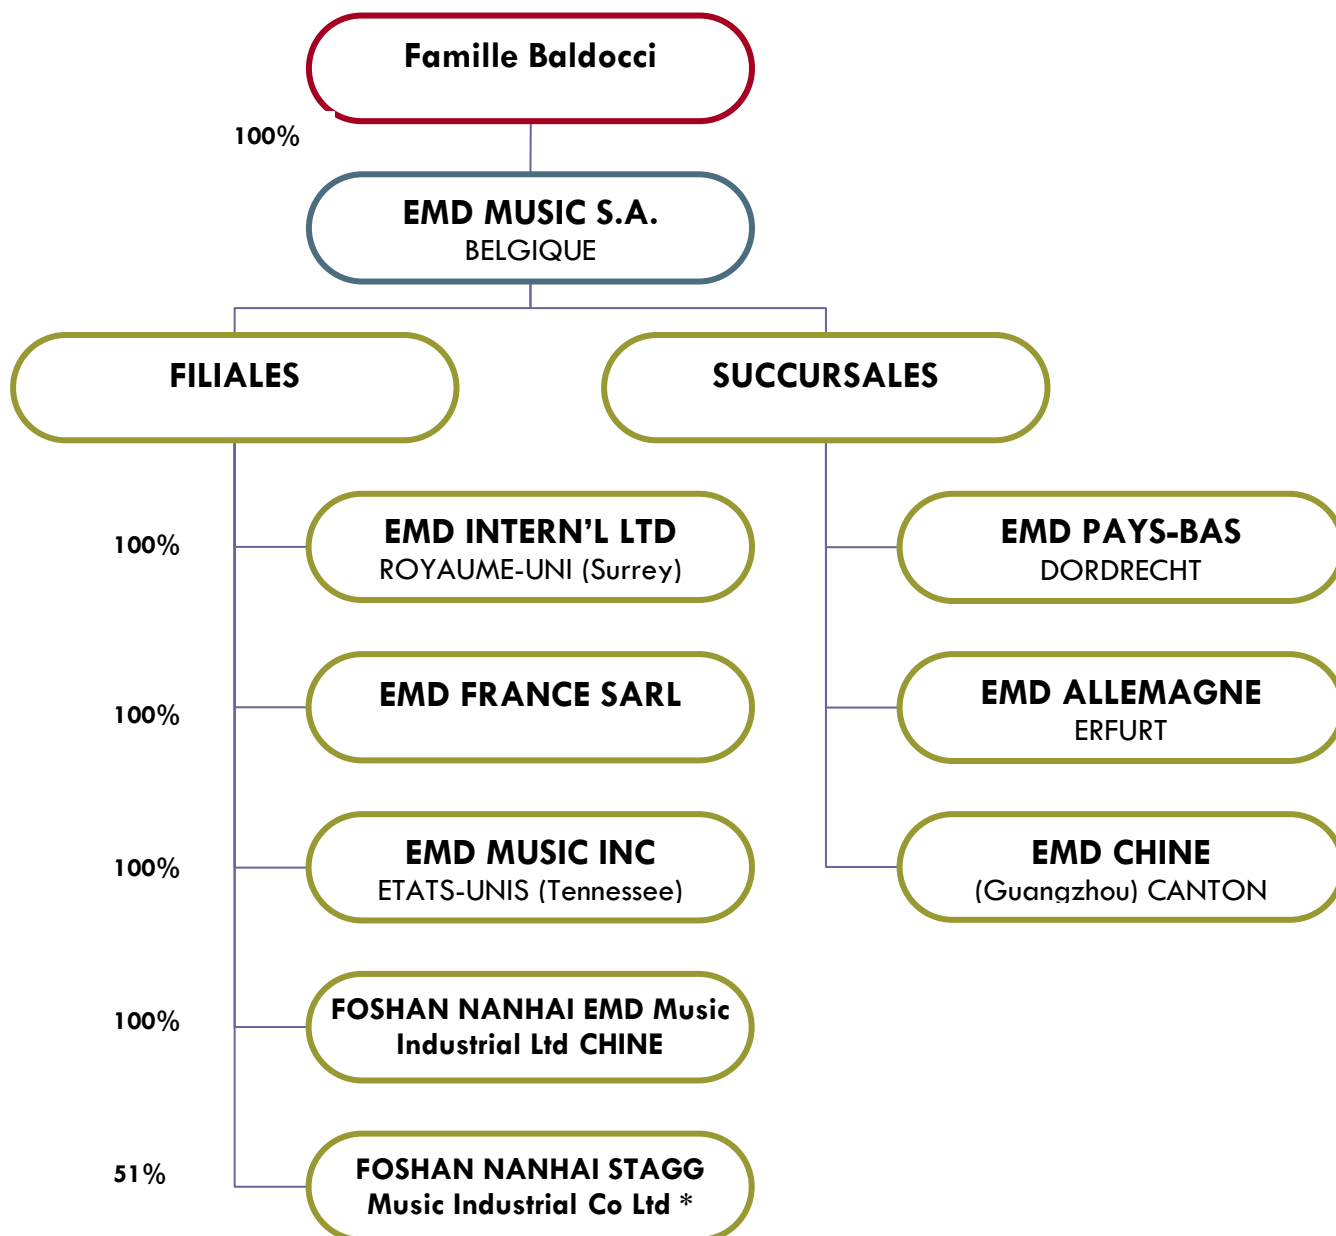 Famille Baldocci
100%
EMD MUSIC S.A.
BELGIQUE
FILIALES
SUCCURSALES
100%
EMD INTERN’L LTD
ROYAUME-UNI (Surrey)
EMD PAYS-BAS
DORDRECHT
100%
EMD FRANCE SARL
EMD ALLEMAGNE
ERFURT
100%
EMD MUSIC INC
ETATS-UNIS (Tennessee)
EMD CHINE
(Guangzhou) CANTON
100%
FOSHAN NANHAI EMD Music
Industrial Ltd CHINE
51%
FOSHAN NANHAI STAGG
Music Industrial Co Ltd *